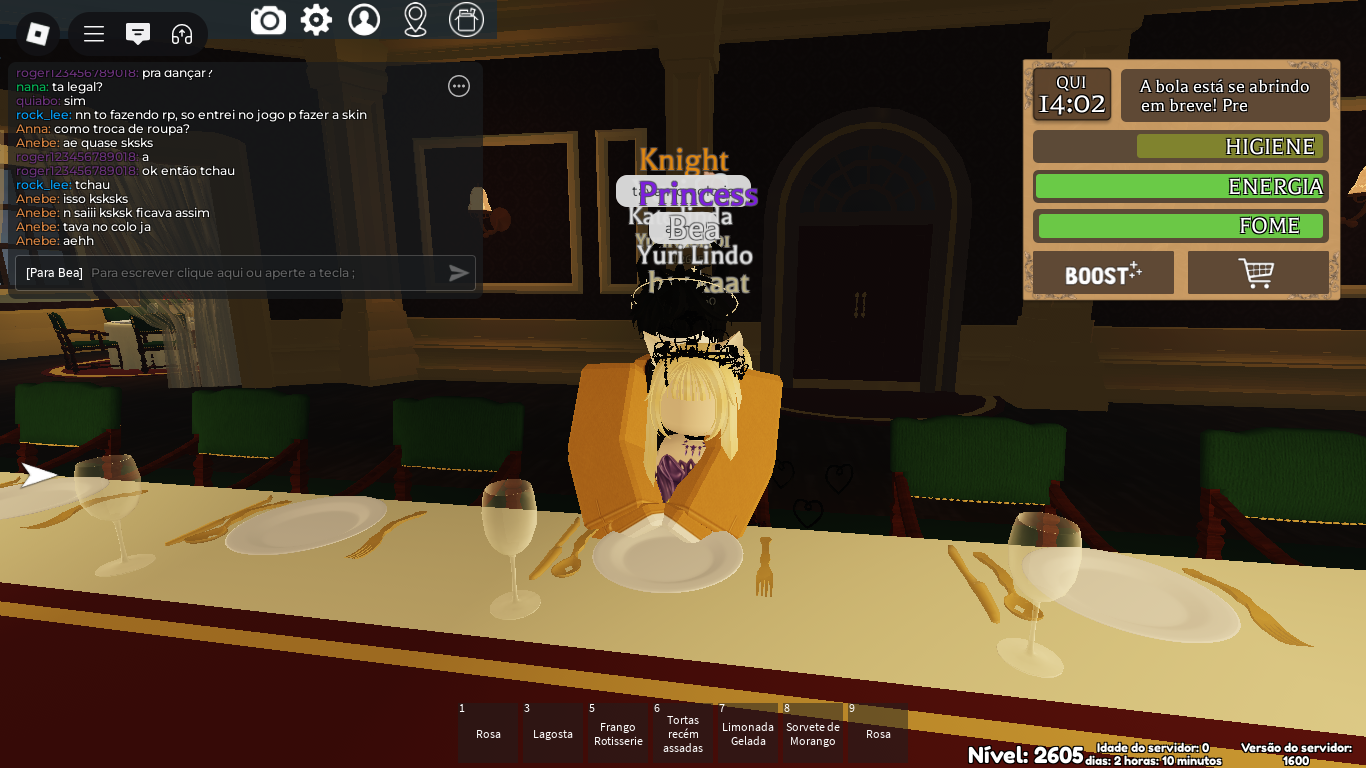 roger123456789018: pra dançar?
nana: ta legal?
quiabo: sim
rock_lee: nn to fazendo rp, so entrei no jogo p fazer a skin
Anna: como troca de roupa?
Anebe: ae quase sksks
roger123456789018: a
roger123456789018: ok então tchau
rock_lee: tchau
Anebe: isso ksksks
Anebe: n saiii ksksk ficava assim
Anebe: tava no colo ja
Anebe: aehh
[Para Bea] Para escrever clique aqui ou aperte a tecla ;
QUI
14:02
A bola está se abrindo
em breve! Pre
HIGIENE
ENERGIA
FOME
BOOST
Knight
Princess
Bea
Yuri Lindo
1
Rosa
3
Lagosta
5
Frango
Rotisserie
6
Tortas
recém
assadas
7
Limonada
Gelada
8
Sorvete de
Morango
9
Rosa
Nível: 2605
Idade do servidor: 0
dias: 2 horas: 10 minutos
Versão do servidor:
1600